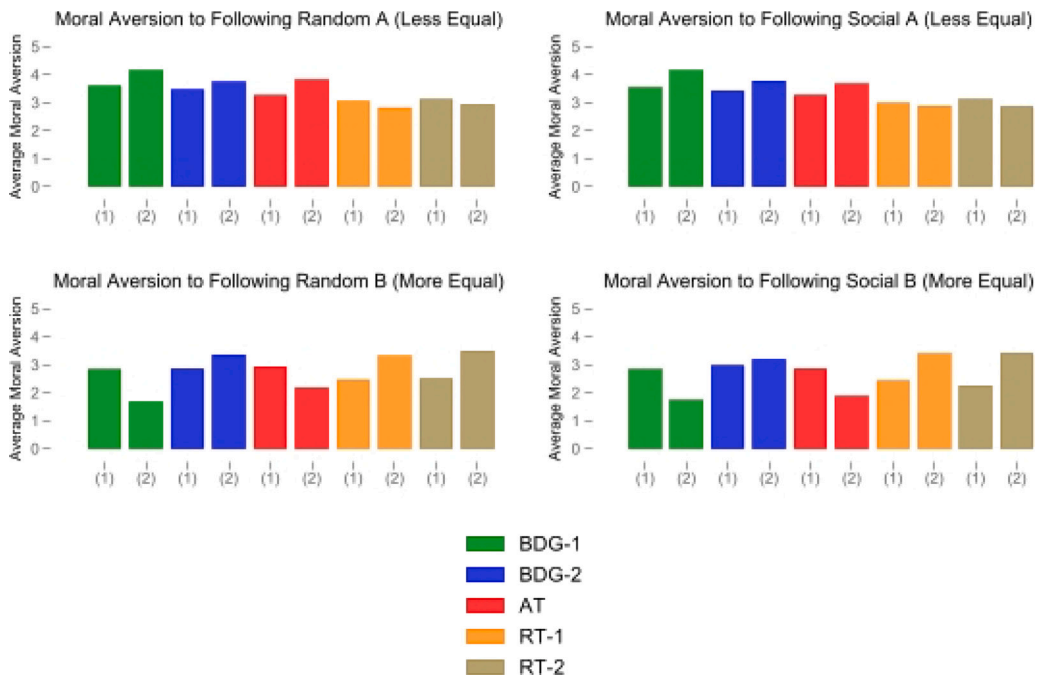 Moral Aversion to Following Random A (Less Equal)
Average Moral Aversion
5
4
3
2
1
0
(1) (2) (1) (2) (1) (2) (1) (2) (1) (2)
Moral Aversion to Following Social A (Less Equal)
Average Moral Aversion
5
4
3
2
1
0
(1) (2) (1) (2) (1) (2) (1) (2) (1) (2)
Moral Aversion to Following Random B (More Equal)
Average Moral Aversion
5
4
3
2
1
0
(1) (2) (1) (2) (1) (2) (1) (2) (1) (2)
Moral Aversion to Following Social B (More Equal)
Average Moral Aversion
5
4
3
2
1
0
(1) (2) (1) (2) (1) (2) (1) (2) (1) (2)
BDG-1
BDG-2
AT
RT-1
RT-2